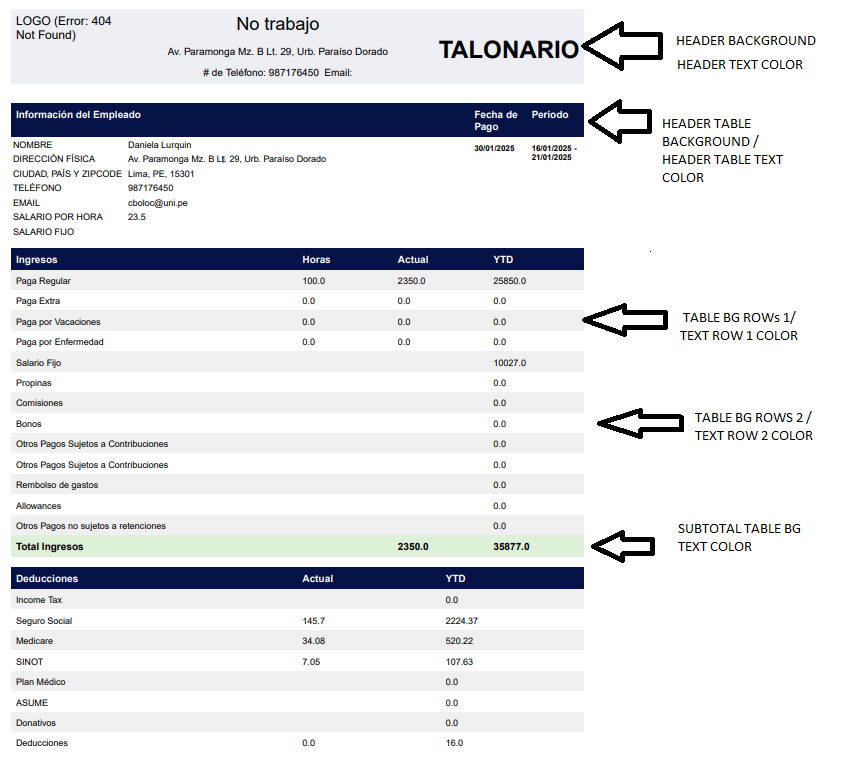 LOGO (Error: 404
Not Found)
No trabajo
Av. Paramonga Mz. B Lt. 29, Urb. Paraíso Dorado
# de Teléfono: 987176450 Email:
TALONARIO
HEADER BACKGROUND
HEADER TEXT COLOR
Información del Empleado Fecha de Pago Periodo
HEADER TABLE
BACKGROUND /
HEADER TABLE TEXT
COLOR
NOMBRE Daniela Lurquin 30/01/2025 16/01/2025 -
21/01/2025
DIRECCIÓN FÍSICA Av. Paramonga Mz. B Lt. 29, Urb. Paraíso Dorado
CIUDAD, PAÍS Y ZIPCODE Lima, PE, 15301
TELÉFONO 987176450
EMAIL cboloc@uni.pe
SALARIO POR HORA 23.5
SALARIO FIJO
Ingresos Horas Actual YTD
Paga Regular 100.0 2350.0 25850.0
Paga Extra 0.0 0.0 0.0
Paga por Vacaciones 0.0 0.0 0.0
Paga por Enfermedad 0.0 0.0 0.0
TABLE BG ROWs 1/
TEXT ROW 1 COLOR
Salario Fijo 10027.0
Propinas 0.0
Comisiones 0.0
Bonos 0.0
TABLE BG ROWS 2 /
TEXT ROW 2 COLOR
Otros Pagos Sujetos a Contribuciones 0.0
Otros Pagos Sujetos a Contribuciones 0.0
Rembolso de gastos 0.0
Allowances 0.0
Otros Pagos no sujetos a retenciones 0.0
Total Ingresos 2350.0 35877.0
SUBTOTAL TABLE BG
TEXT COLOR
Deducciones Actual YTD
Income Tax 0.0
Seguro Social 145.7 2224.37
Medicare 34.08 520.22
SINOT 7.05 107.63
Plan Médico 0.0
ASUME 0.0
Donativos 0.0
Deducciones 0.0 16.0